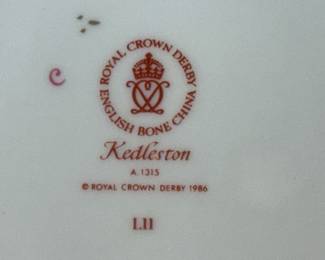 C
ROYAL CROWN DERBY
ENGLISH BONE CHINA
Kedleston
A. 1315
© ROYAL CROWN DERBY 1986
LII